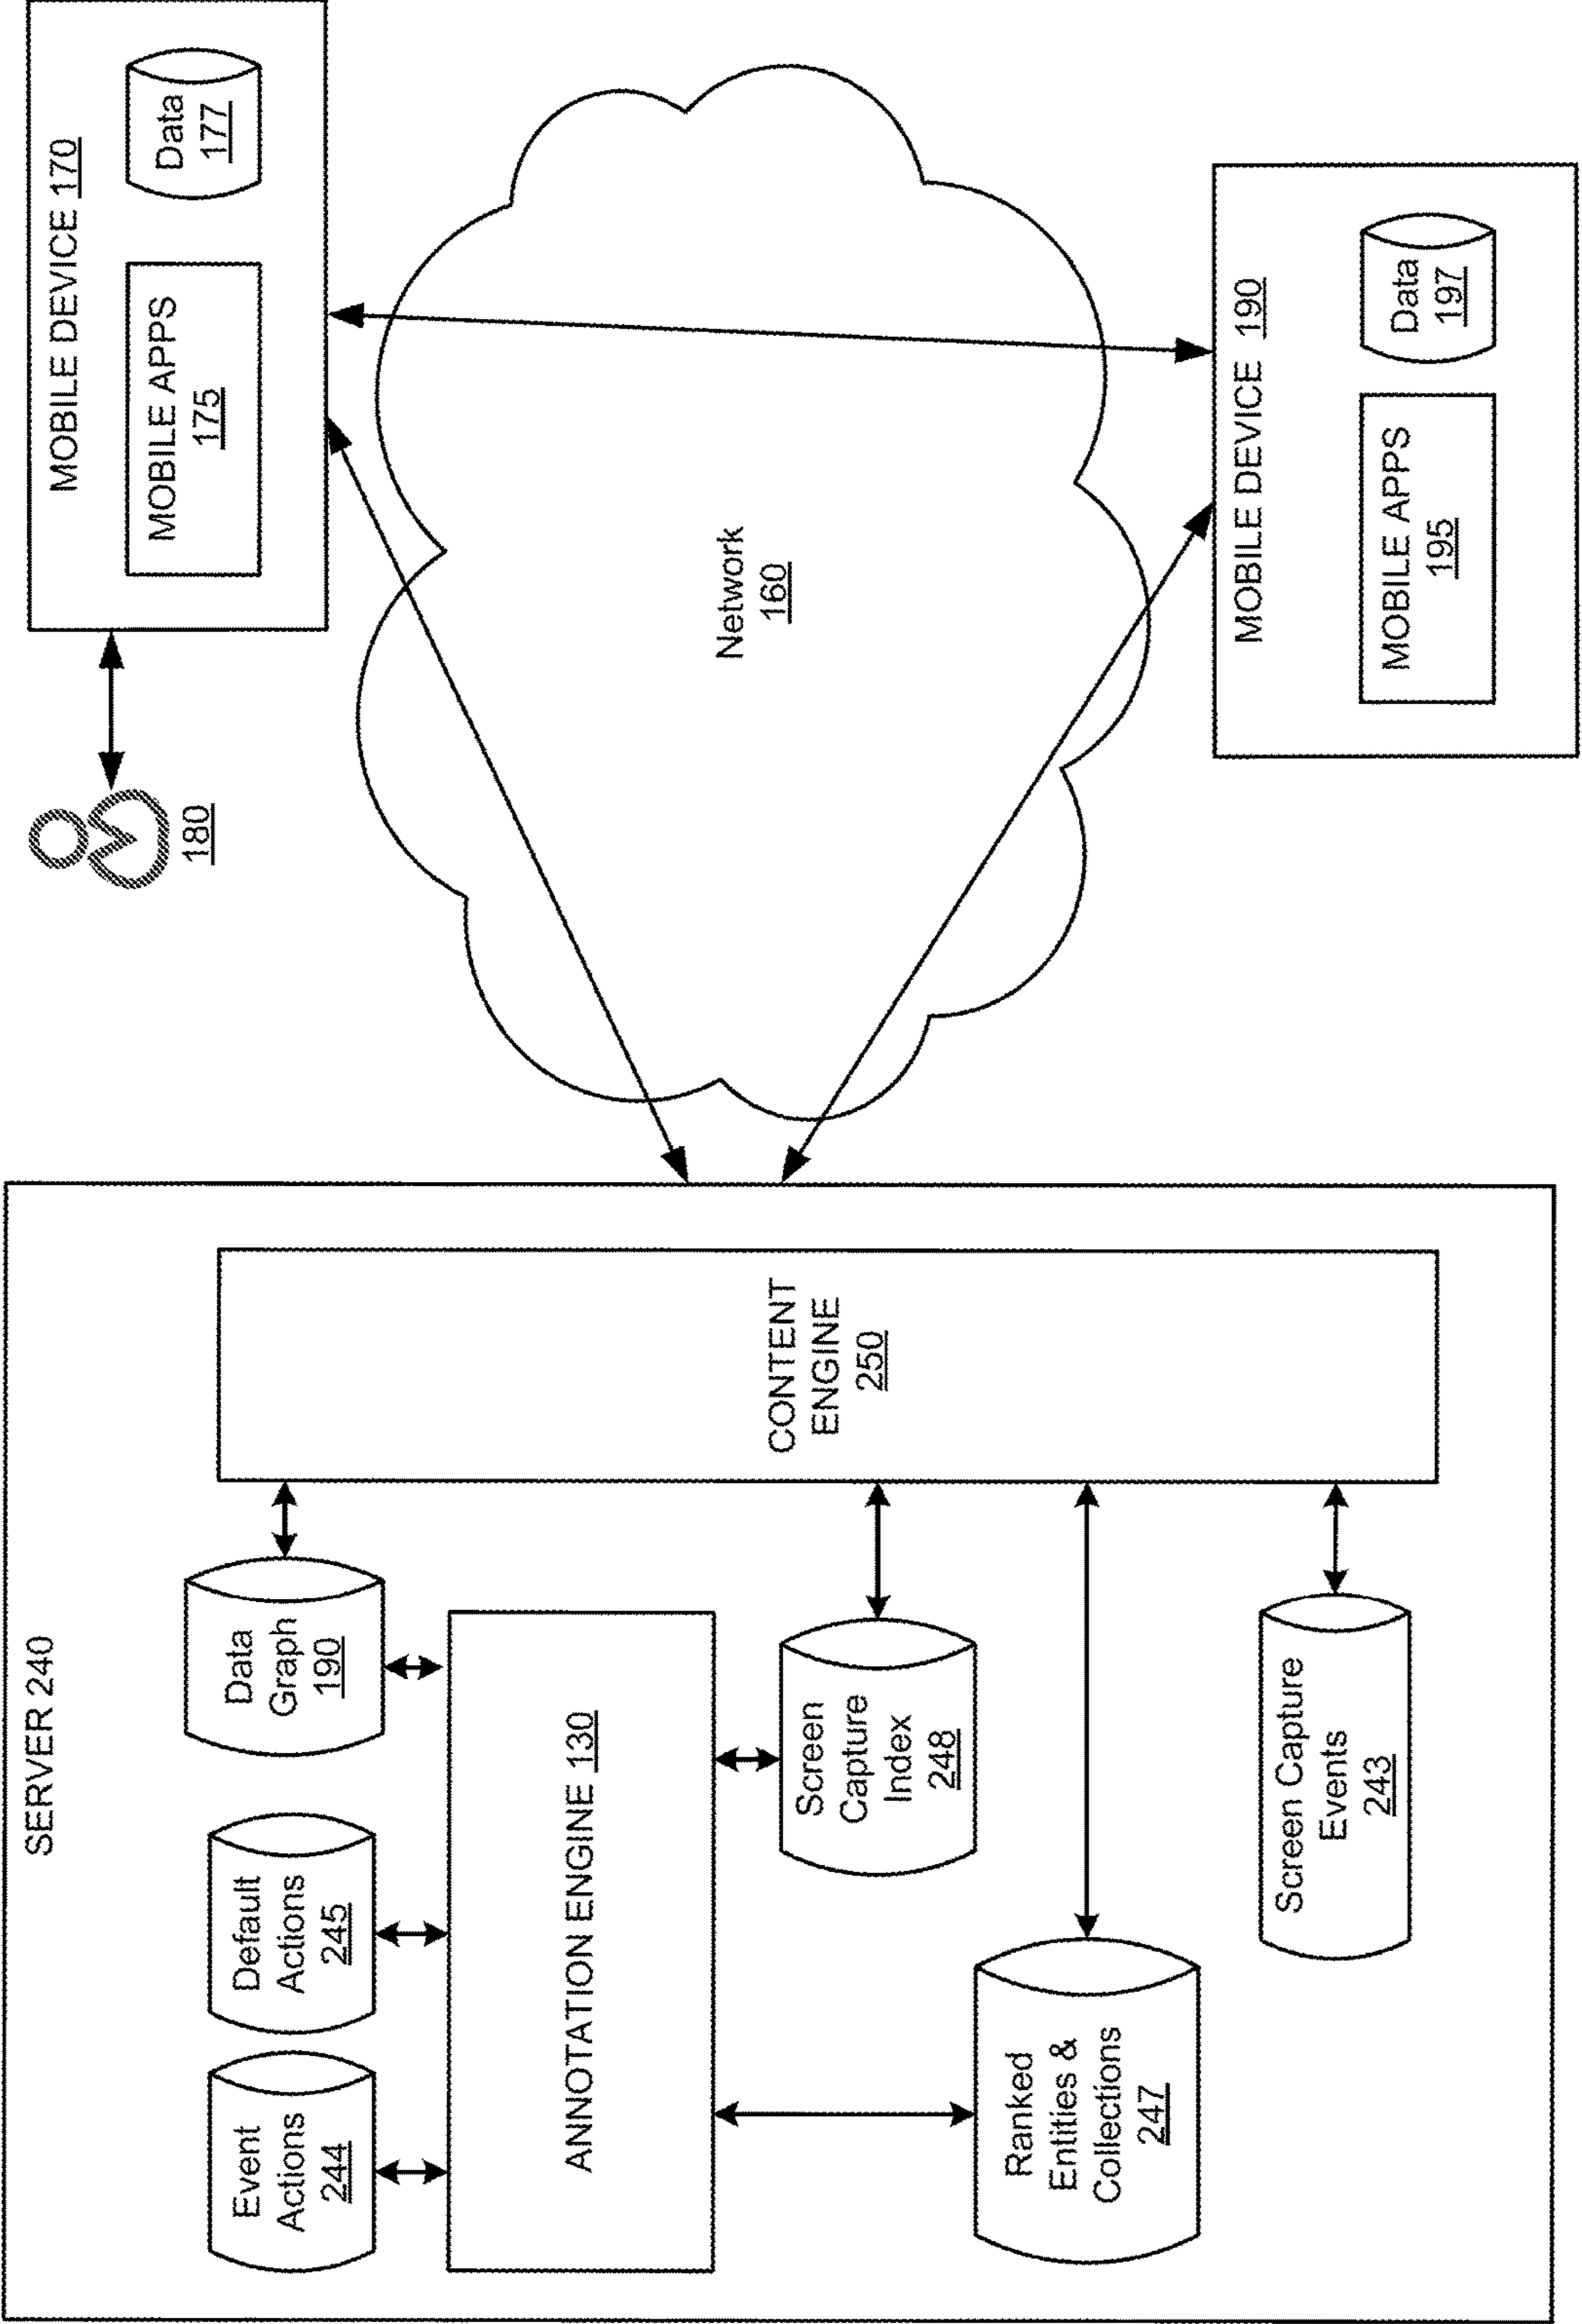 SERVER 240
Event
Actions
244
Default
Actions
245
Data
Graph
190
ANNOTATION ENGINE 130
Screen
Capture
Index
248
Ranked
Entities &
Collections
247
Screen Capture
Events
243
CONTENT
ENGINE
250
180
MOBILE DEVICE 170
MOBILE APPS
175
Data
177
Network
160
MOBILE DEVICE 190
MOBILE APPS
195
Data
197